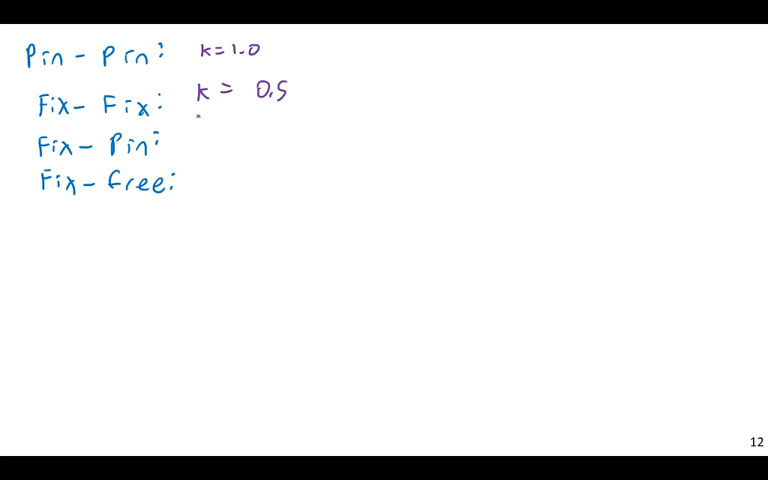 Pin - Pin: K = 1.0
Fix - Fix: K = 0.5
Fix - Pin:
Fix - free:
12